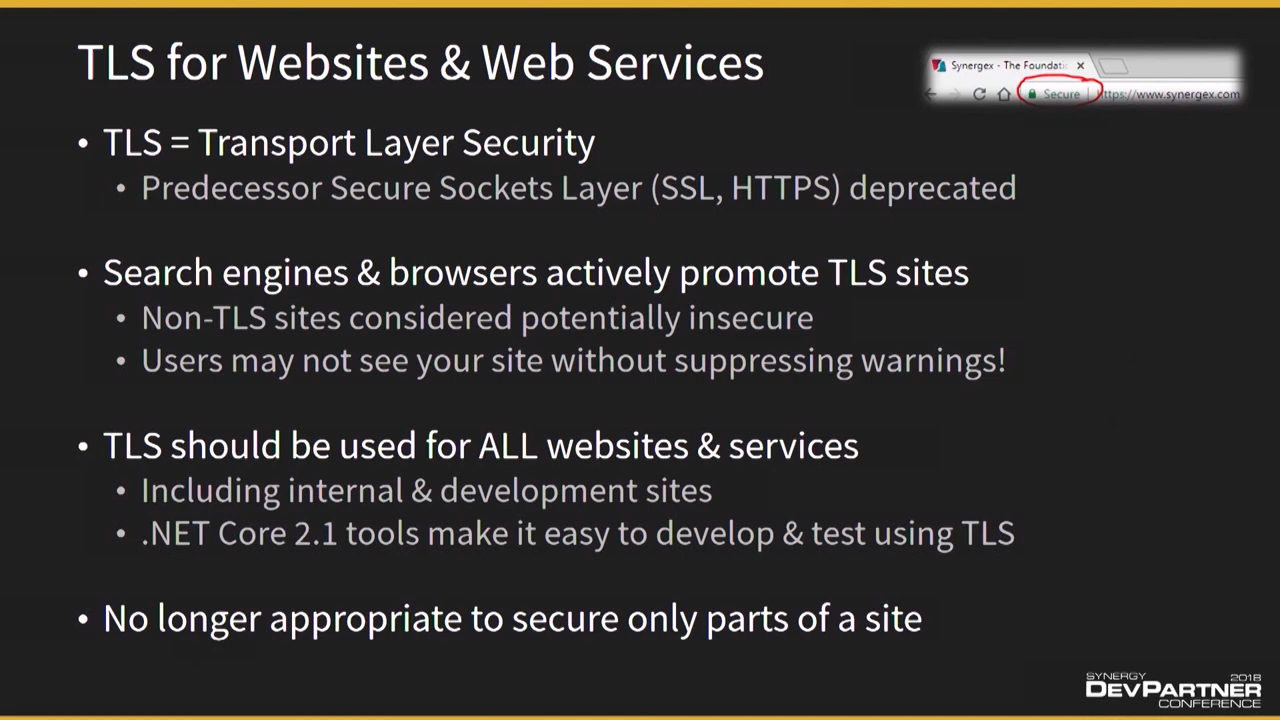 TLS for Websites & Web Services
Synergex - The Foundati
Secure
https://www.synergex.com
• TLS = Transport Layer Security
• Predecessor Secure Sockets Layer (SSL, HTTPS) deprecated
• Search engines & browsers actively promote TLS sites
• Non-TLS sites considered potentially insecure
• Users may not see your site without suppressing warnings!
• TLS should be used for ALL websites & services
• Including internal & development sites
• .NET Core 2.1 tools make it easy to develop & test using TLS
• No longer appropriate to secure only parts of a site
SYNERGY 2018
DEVPARTNER
CONFERENCE